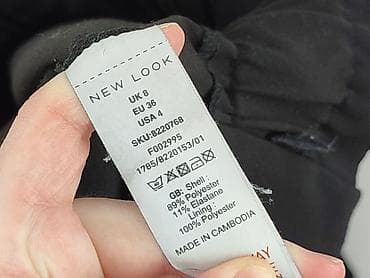 NEW LOOK
UK 8
EU 36
USA 4
SKU:8220768
F002995
1785/8220153/01
GB- Shell :
89% Polyester
11% Elastane
Lining :
100% Polyester
MADE IN CAMBODIA